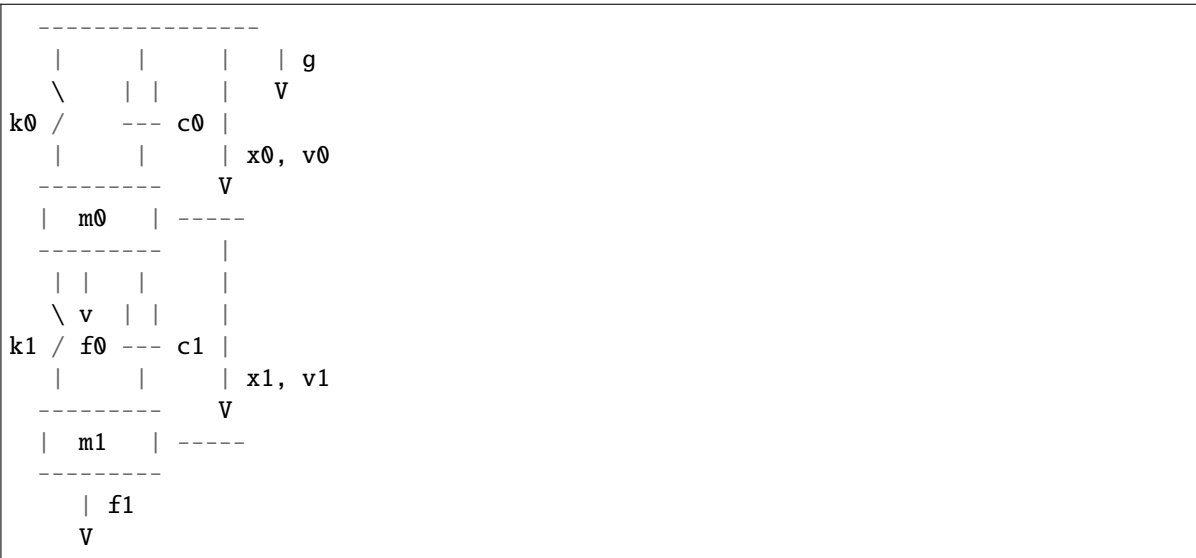 ----------------
|     |     |   | g
\    | |    |   V
k0 /    --- c0 |
|     |     | x0, v0
---------    V
|  m0   | -----
---------    |
| |   |     |
\ v  | |    |
k1 / f0 --- c1 |
|     |     | x1, v1
---------    V
|  m1   | -----
---------
| f1
V